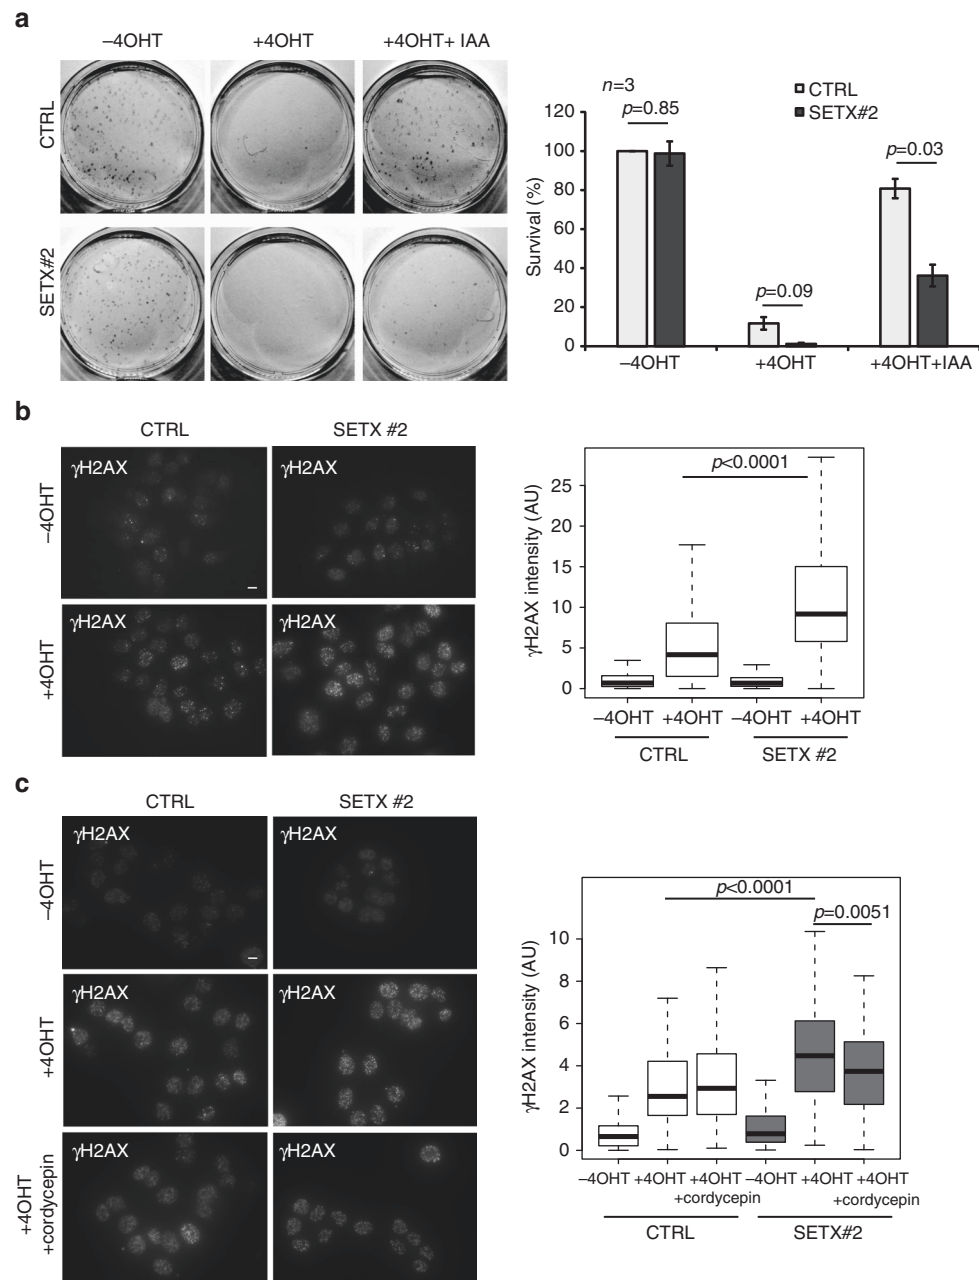 a
–4OHT
+4OHT
+4OHT+ IAA
CTRL
SETX#2
n=3
CTRL
SETX#2
p=0.85
p=0.09
p=0.03
Survival (%)
120
100
80
60
40
20
0
–4OHT
+4OHT
+4OHT+IAA
b
CTRL
SETX #2
–4OHT
γH2AX
γH2AX
+4OHT
γH2AX
γH2AX
p<0.0001
γH2AX intensity (AU)
25
20
15
10
5
0
–4OHT +4OHT –4OHT +4OHT
CTRL
SETX #2
c
CTRL
SETX #2
–4OHT
γH2AX
γH2AX
+4OHT
γH2AX
γH2AX
+4OHT
+cordycepin
γH2AX
γH2AX
p<0.0001
p=0.0051
γH2AX intensity (AU)
10
8
6
4
2
0
–4OHT +4OHT +4OHT –4OHT +4OHT +4OHT
+cordycepin +cordycepin
CTRL
SETX#2